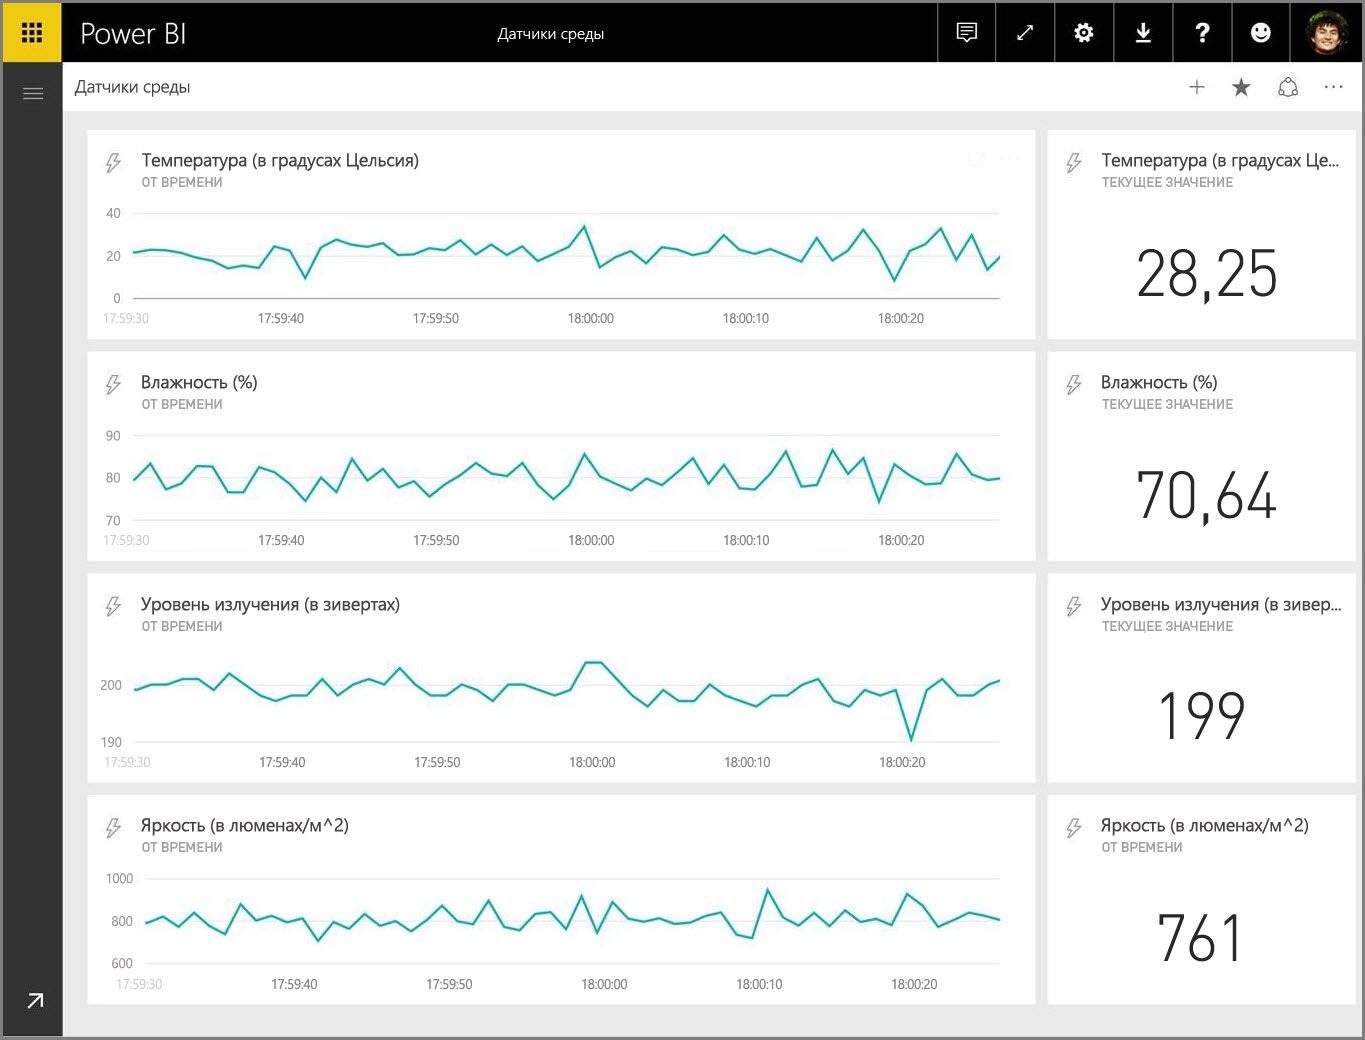 Power BI
Датчики среды
?
Датчики среды
Температура (в градусах Цельсия)
ОТ ВРЕМЕНИ
40
20
0
17:59:30 17:59:40 17:59:50 18:00:00 18:00:10 18:00:20
Температура (в градусах Це...
ТЕКУЩЕЕ ЗНАЧЕНИЕ
28,25
Влажность (%)
ОТ ВРЕМЕНИ
90
80
70
17:59:30 17:59:40 17:59:50 18:00:00 18:00:10 18:00:20
Влажность (%)
ТЕКУЩЕЕ ЗНАЧЕНИЕ
70,64
Уровень излучения (в зивертах)
ОТ ВРЕМЕНИ
200
190
17:59:30 17:59:40 17:59:50 18:00:00 18:00:10 18:00:20
Уровень излучения (в зивер...
ТЕКУЩЕЕ ЗНАЧЕНИЕ
199
Яркость (в люменах/м^2)
ОТ ВРЕМЕНИ
1000
800
600
17:59:30 17:59:40 17:59:50 18:00:00 18:00:10 18:00:20
Яркость (в люменах/м^2)
ОТ ВРЕМЕНИ
761